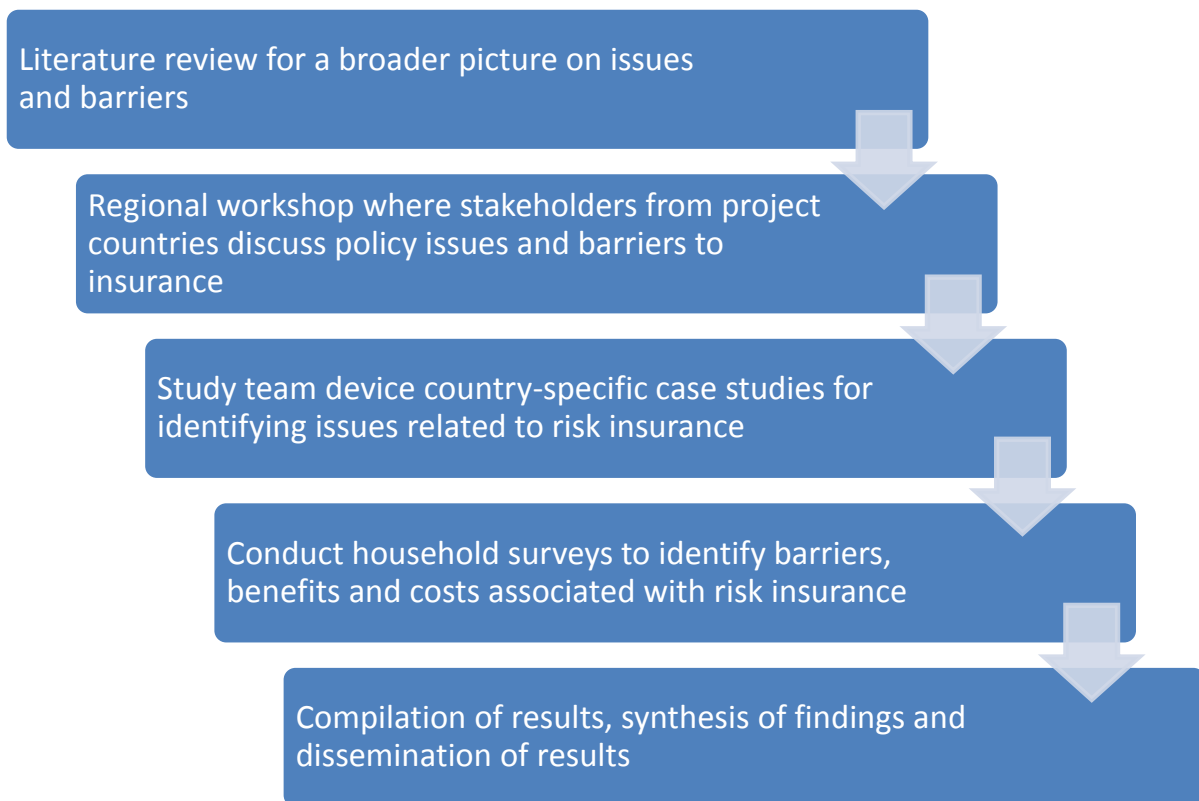 Literature review for a broader picture on issues
and barriers
Regional workshop where stakeholders from project
countries discuss policy issues and barriers to
insurance
Study team device country-specific case studies for
identifying issues related to risk insurance
Conduct household surveys to identify barriers,
benefits and costs associated with risk insurance
Compilation of results, synthesis of findings and
dissemination of results